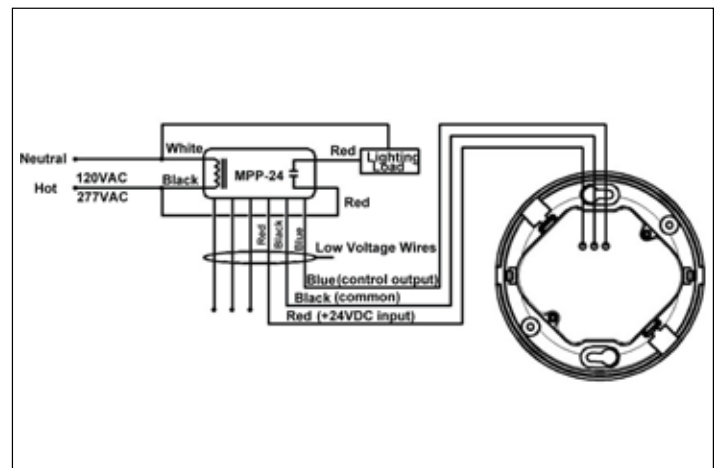 Neutral
White
Red
Lighting
Load
MPP-24
120VAC
Hot
Black
277VAC
Red
Red
Black
Blue
Low Voltage Wires
Blue(control output)
Black (common)
Red (+24VDC input)